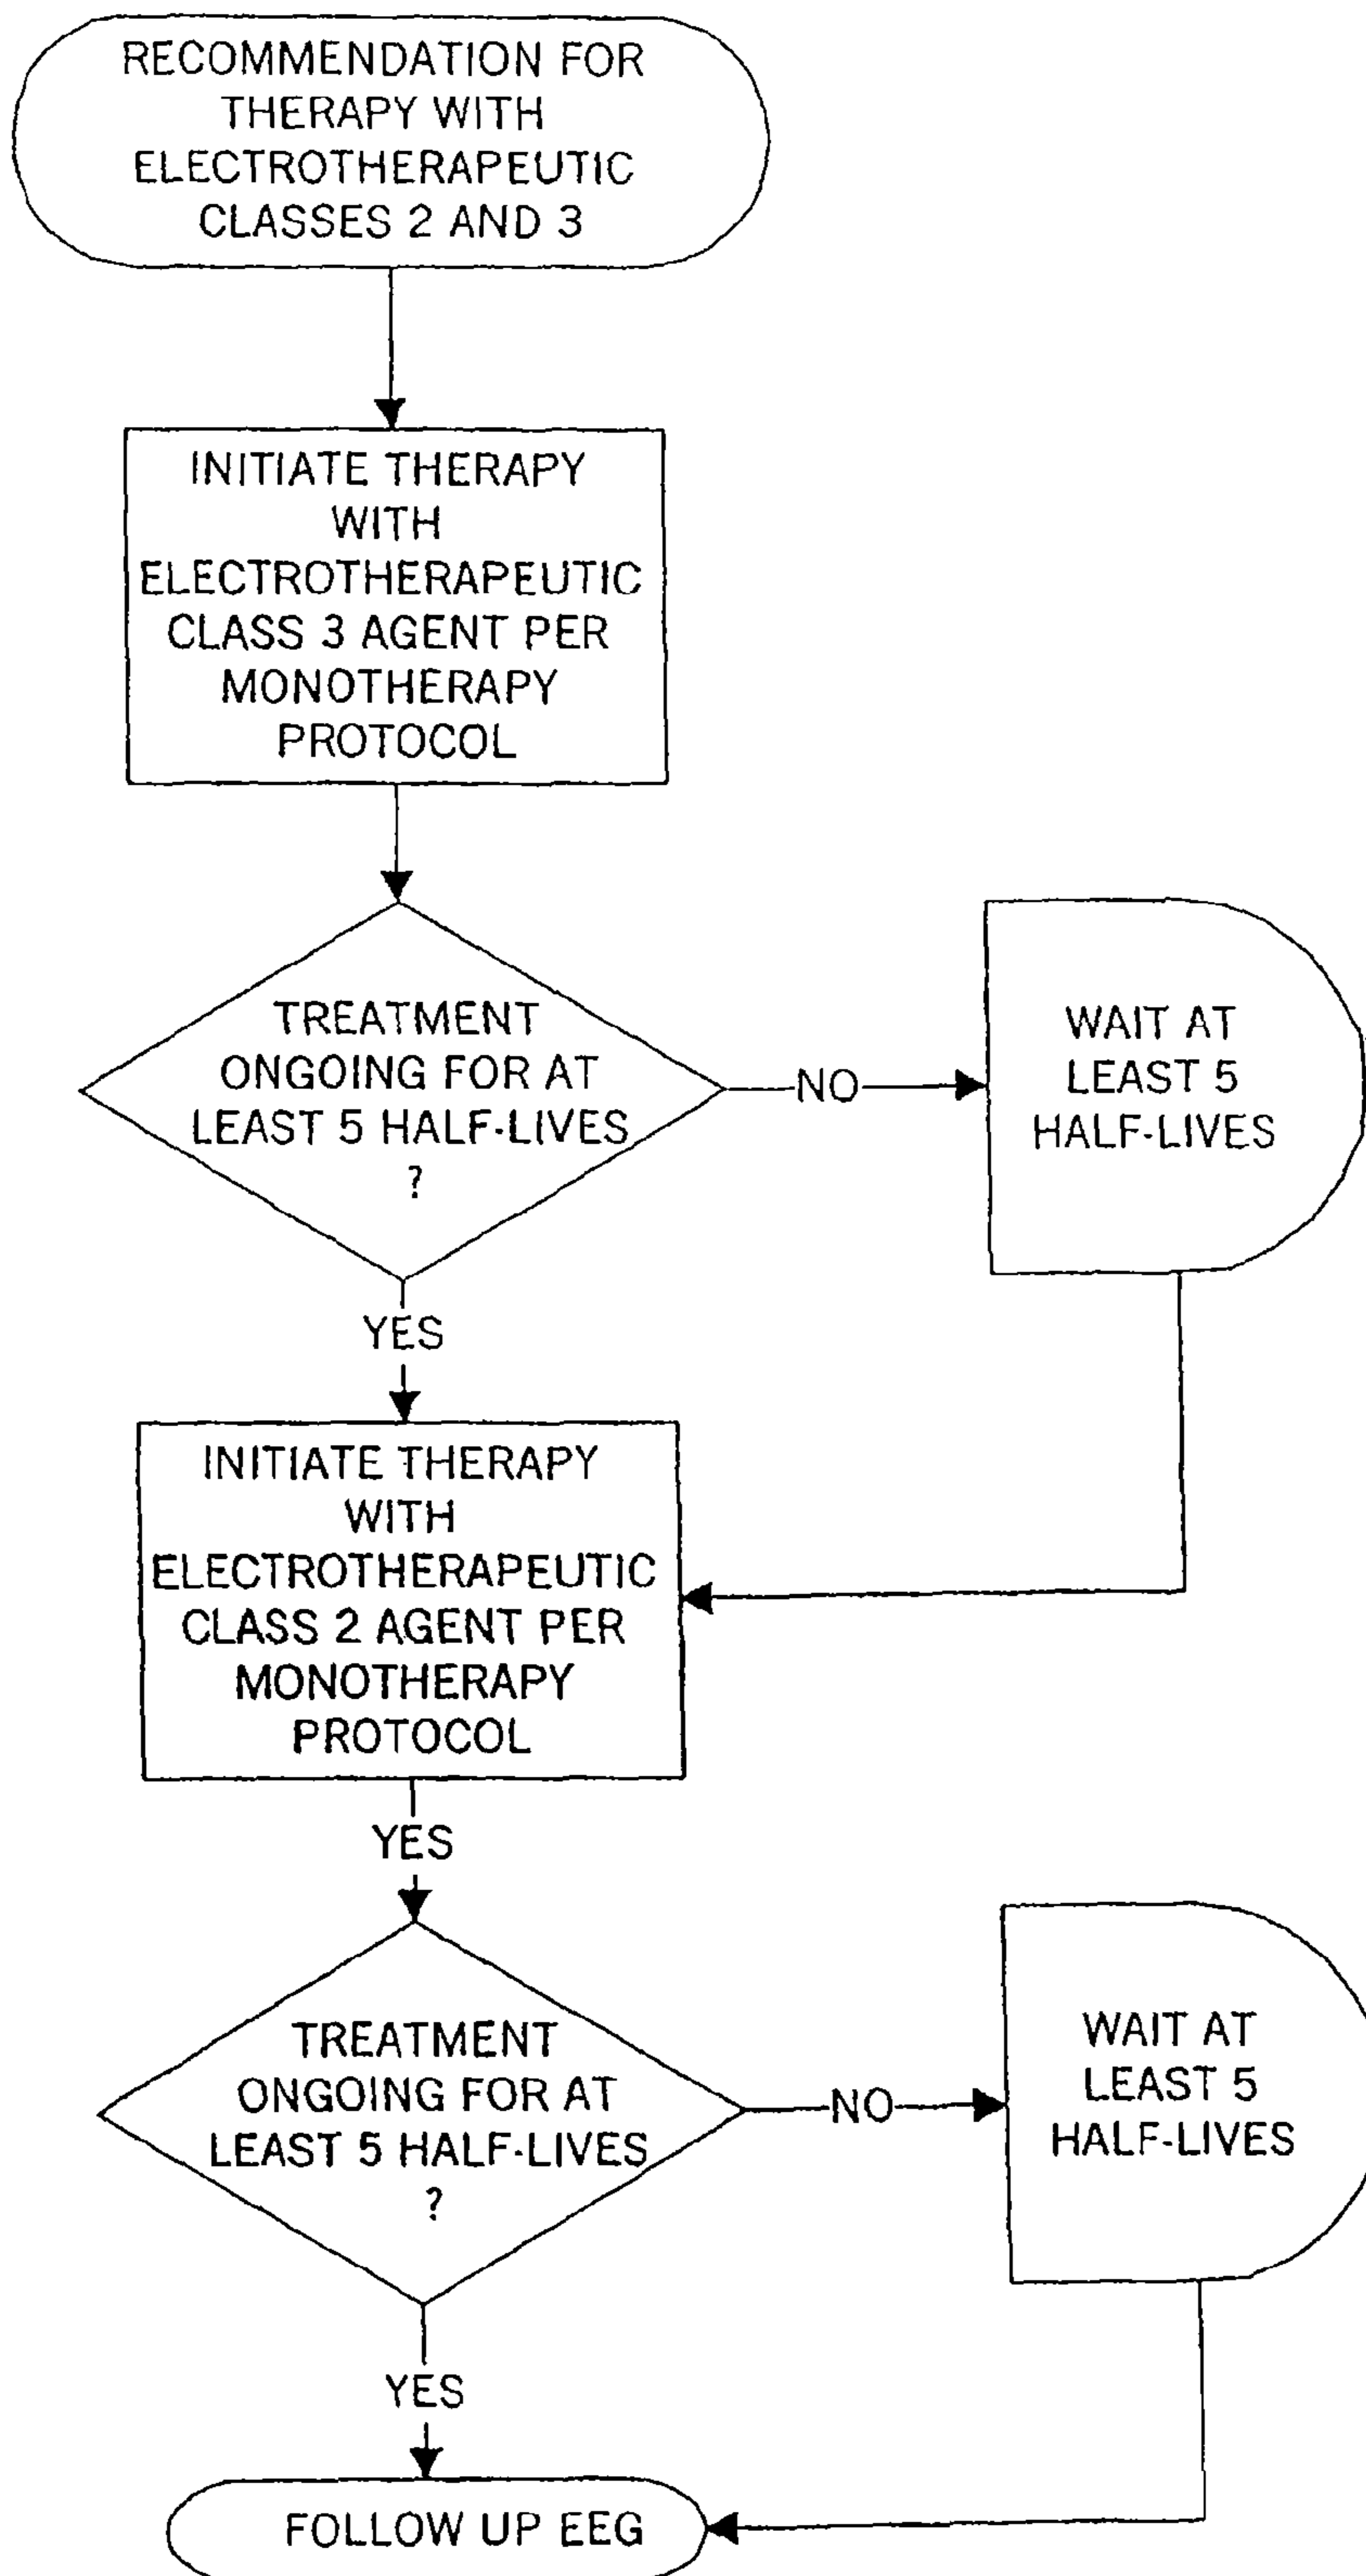 RECOMMENDATION FOR
THERAPY WITH
ELECTROTHERAPEUTIC
CLASSES 2 AND 3
INITIATE THERAPY
WITH
ELECTROTHERAPEUTIC
CLASS 3 AGENT PER
MONOTHERAPY
PROTOCOL
TREATMENT
ONGOING FOR AT
LEAST 5 HALF-LIVES
?
NO
WAIT AT
LEAST 5
HALF-LIVES
YES
INITIATE THERAPY
WITH
ELECTROTHERAPEUTIC
CLASS 2 AGENT PER
MONOTHERAPY
PROTOCOL
YES
TREATMENT
ONGOING FOR AT
LEAST 5 HALF-LIVES
?
NO
WAIT AT
LEAST 5
HALF-LIVES
YES
FOLLOW UP EEG